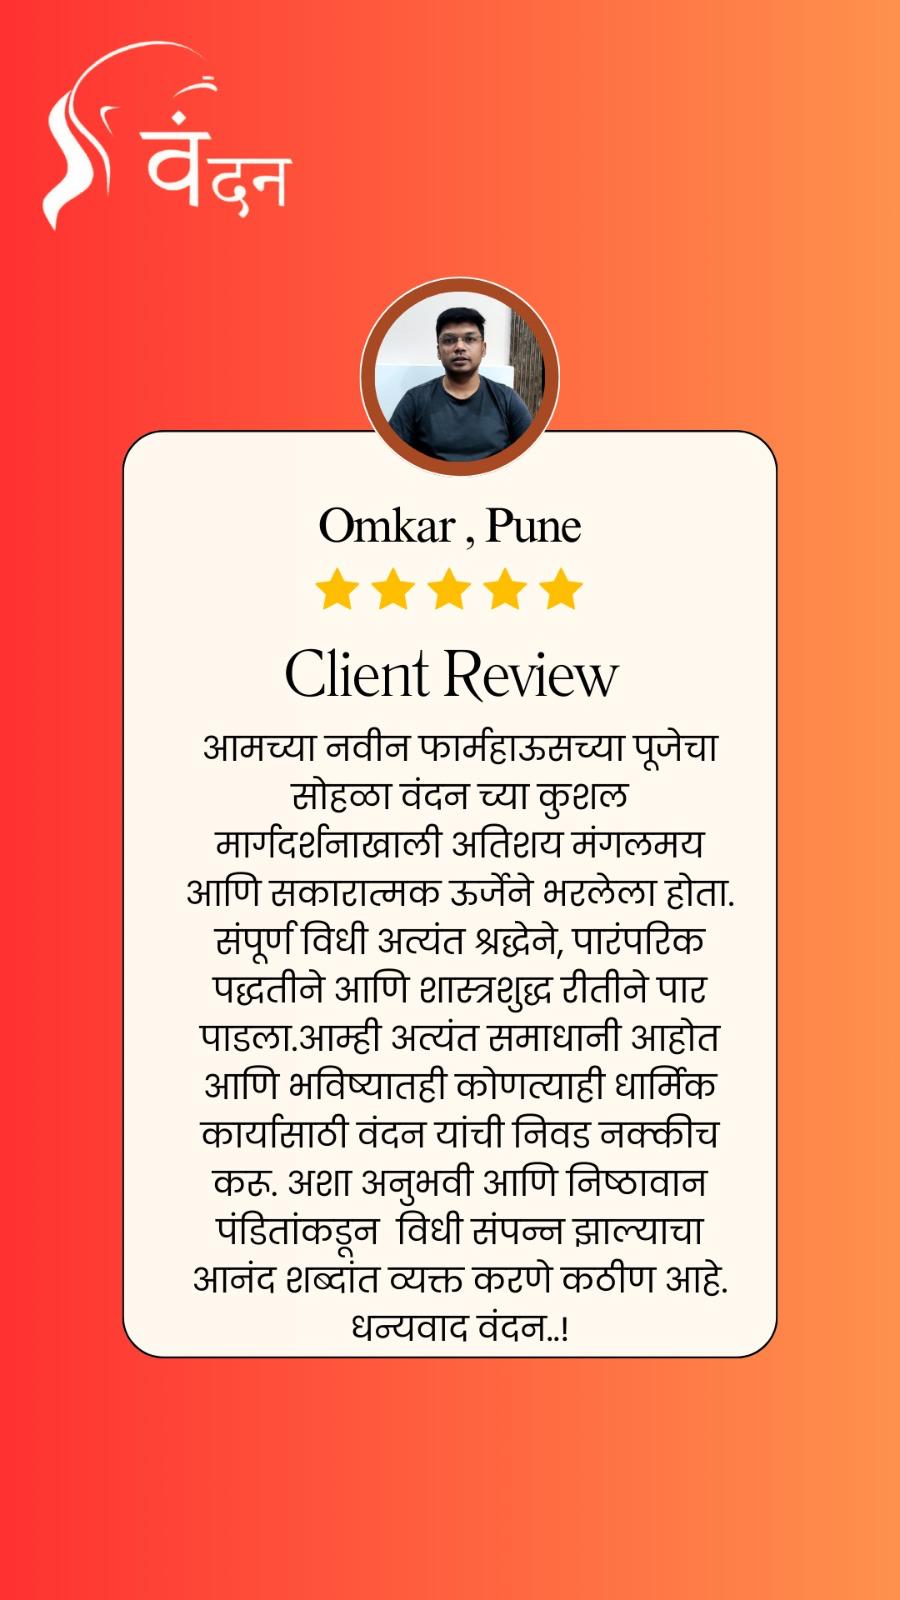 वंदन
Omkar , Pune
Client Review
आमच्या नवीन फार्महाऊसच्या पूजेचा
सोहळा वंदन च्या कुशल
मार्गदर्शनाखाली अतिशय मंगलमय
आणि सकारात्मक ऊर्जेने भरलेला होता.
संपूर्ण विधी अत्यंत श्रद्धेने, पारंपरिक
पद्धतीने आणि शास्त्रशुद्ध रीतीने पार
पाडला.आम्ही अत्यंत समाधानी आहोत
आणि भविष्यातही कोणत्याही धार्मिक
कार्यासाठी वंदन यांची निवड नक्कीच
करू. अशा अनुभवी आणि निष्ठावान
पंडितांकडून  विधी संपन्न झाल्याचा
आनंद शब्दांत व्यक्त करणे कठीण आहे.
धन्यवाद वंदन..!